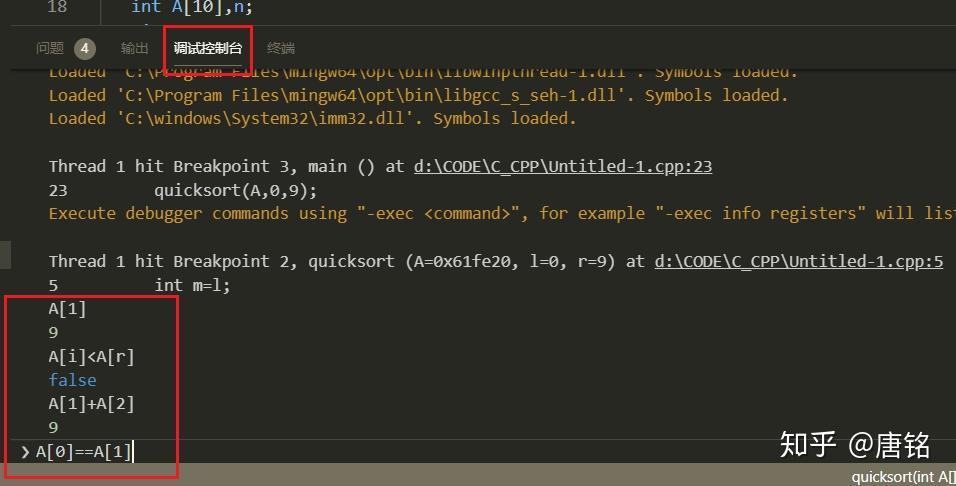 18 int A[10],n;
问题 4 输出 调试控制台 终端
Loaded 'C:\Program Files\mingw64\opt\bin\libwinpthread-1.dll'. Symbols loaded.
Loaded 'C:\Program Files\mingw64\opt\bin\libgcc_s_seh-1.dll'. Symbols loaded.
Loaded 'C:\windows\System32\imm32.dll'. Symbols loaded.
Thread 1 hit Breakpoint 3, main () at d:\CODE\C_CPP\Untitled-1.cpp:23
23 quicksort(A,0,9);
Execute debugger commands using "-exec <command>", for example "-exec info registers" will lis
Thread 1 hit Breakpoint 2, quicksort (A=0x61fe20, l=0, r=9) at d:\CODE\C_CPP\Untitled-1.cpp:5
5 int m=l;
A[1]
9
A[i]<A[r]
false
A[1]+A[2]
9
❯ A[0]==A[1]
知乎 @唐铭
quicksort(int A[]